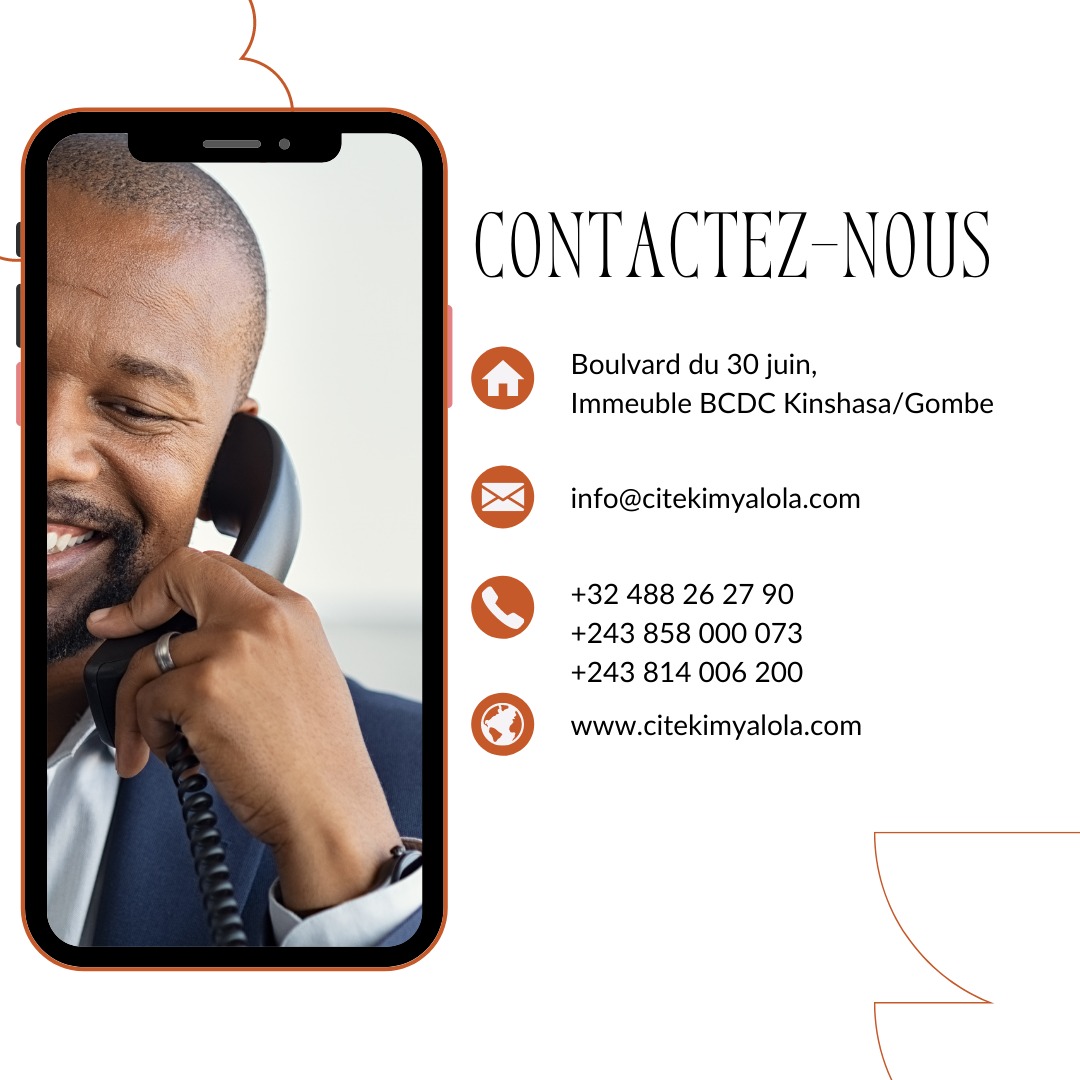 CONTACTEZ-NOUS
Boulvard du 30 juin,
Immeuble BCDC Kinshasa/Gombe
info@citekimyalola.com
+32 488 26 27 90
+243 858 000 073
+243 814 006 200
www.citekimyalola.com